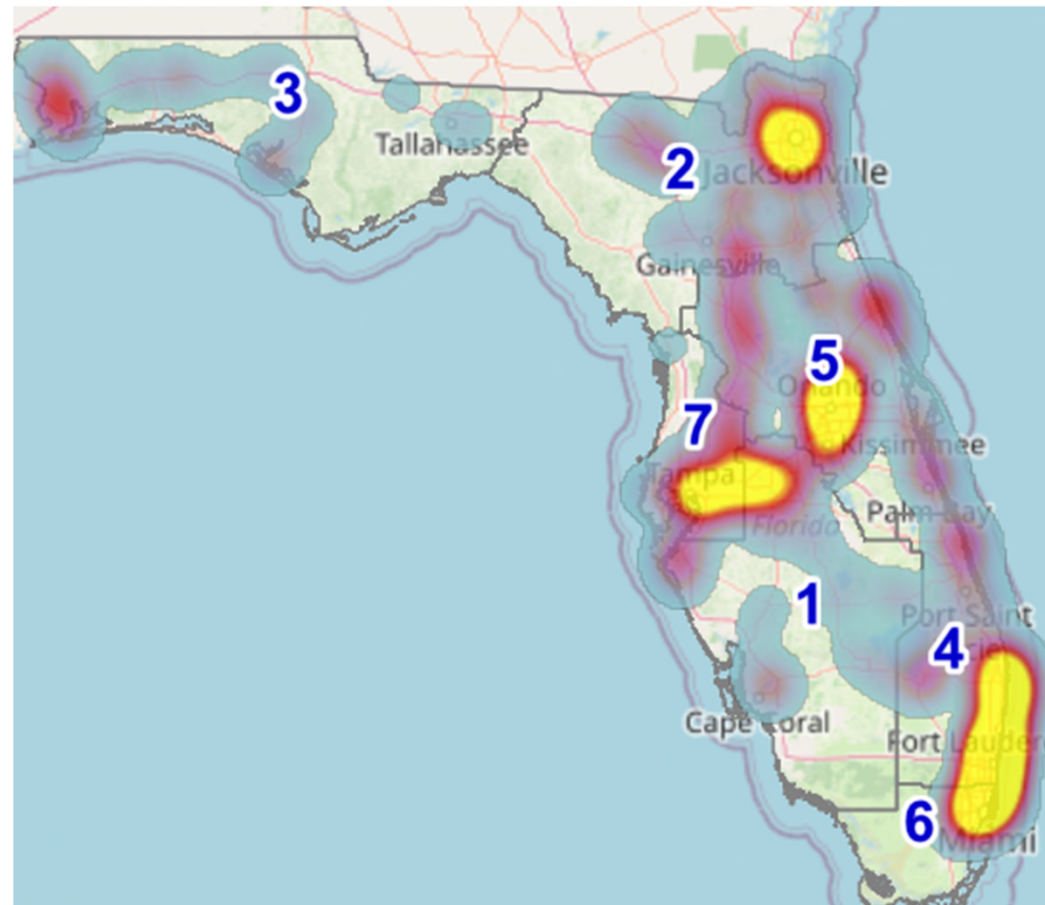 3
Tallahassee
2
Jacksonville
Gainesville
5
Orlando
7
Kissimmee
Tampa
Palm Bay
Florida
1
Port Saint
4
Cape Coral
Fort Lauder
6
Miami